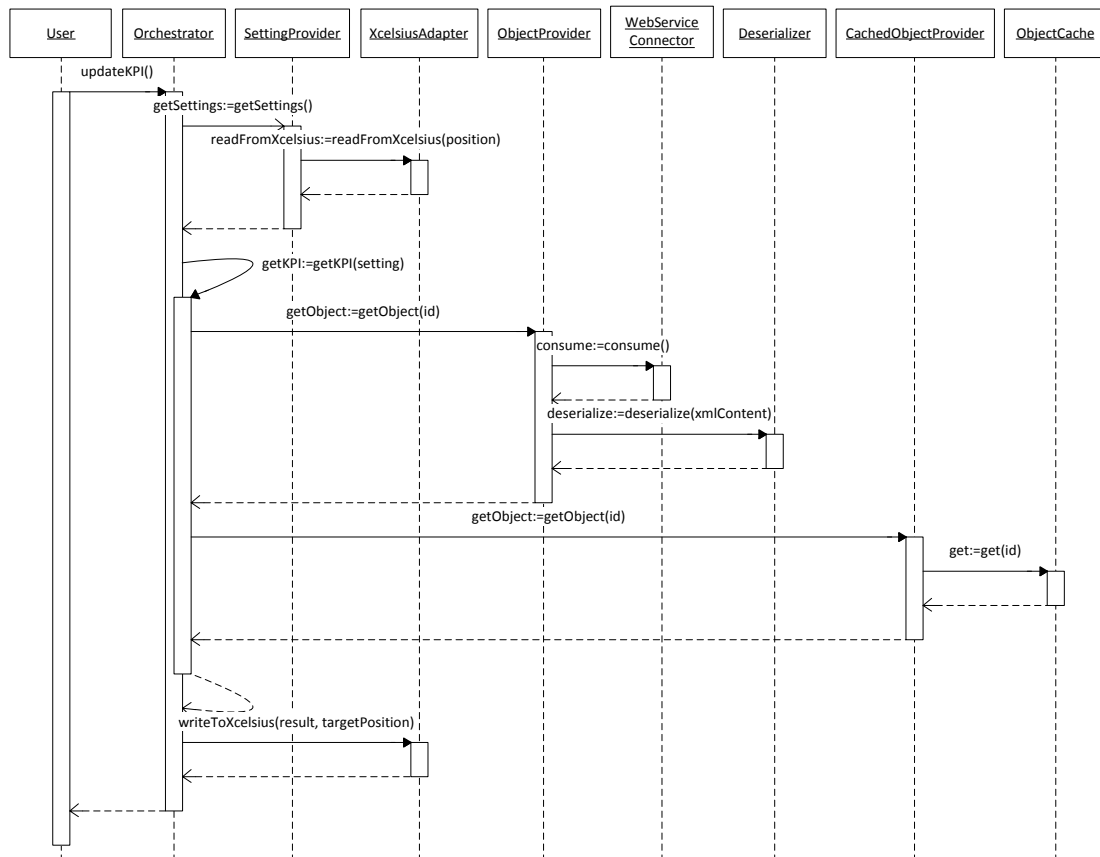 User
Orchestrator
SettingProvider
XcelsiusAdapter
ObjectProvider
WebService
Connector
Deserializer
CachedObjectProvider
ObjectCache
updateKPI()
getSettings:=getSettings()
readFromXcelsius:=readFromXcelsius(position)
getKPI:=getKPI(setting)
getObject:=getObject(id)
consume:=consume()
deserialize:=deserialize(xmlContent)
getObject:=getObject(id)
get:=get(id)
writeToXcelsius(result, targetPosition)